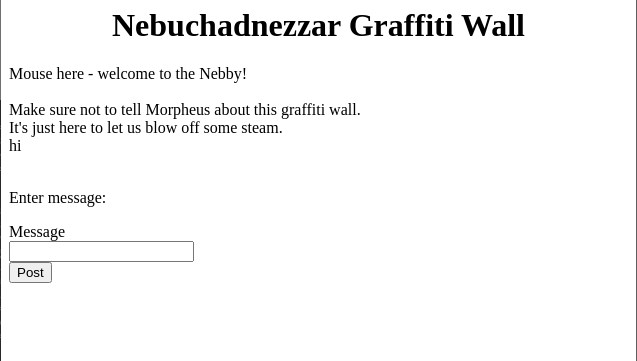 Nebuchadnezzar Graffiti Wall
Mouse here - welcome to the Nebby!
Make sure not to tell Morpheus about this graffiti wall.
It's just here to let us blow off some steam.
hi
Enter message:
Message
Post